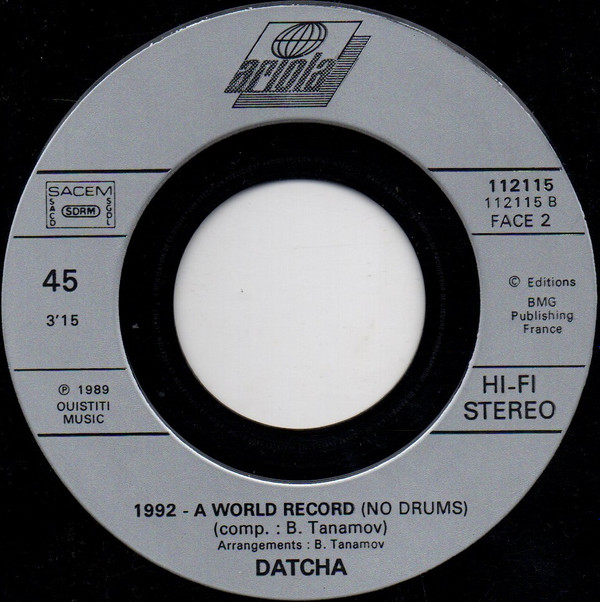 ariola
SACEM
SACD
SDRM
SGDL
112115
112115 B
FACE 2
45
3'15
© Editions
BMG
Publishing
France
℗ 1989
OUISTITI
MUSIC
HI-FI
STEREO
1992 - A WORLD RECORD (NO DRUMS)
(comp. : B. Tanamov)
Arrangements : B. Tanamov
DATCHA